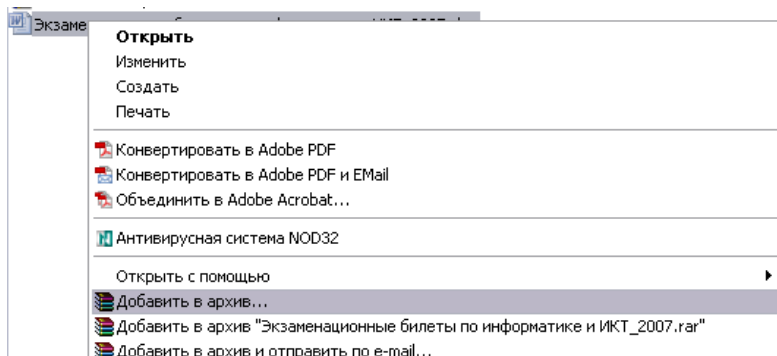 Экзаме
Открыть
Изменить
Создать
Печать
Конвертировать в Adobe PDF
Конвертировать в Adobe PDF и EMail
Объединить в Adobe Acrobat...
Антивирусная система NOD32
Открыть с помощью
Добавить в архив...
Добавить в архив "Экзаменационные билеты по информатике и ИКТ_2007.rar"
Добавить в архив и отправить по e-mail...